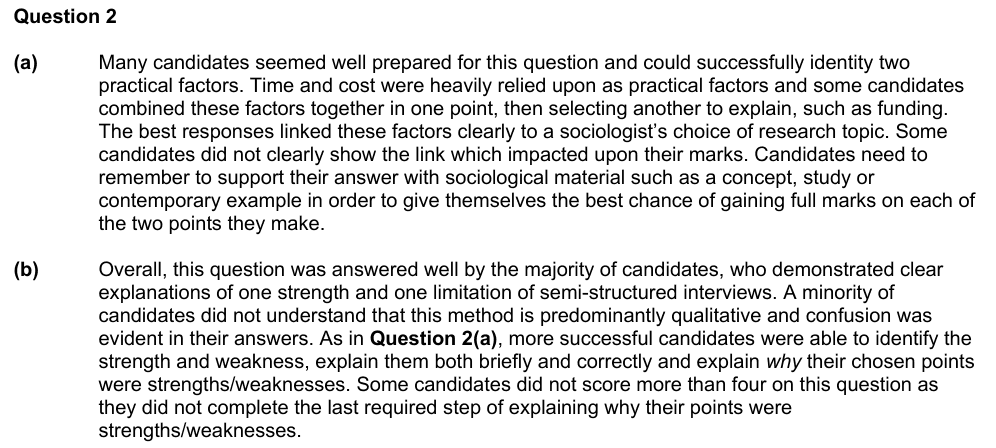 Question 2
(a) Many candidates seemed well prepared for this question and could successfully identity two
practical factors. Time and cost were heavily relied upon as practical factors and some candidates
combined these factors together in one point, then selecting another to explain, such as funding.
The best responses linked these factors clearly to a sociologist's choice of research topic. Some
candidates did not clearly show the link which impacted upon their marks. Candidates need to
remember to support their answer with sociological material such as a concept, study or
contemporary example in order to give themselves the best chance of gaining full marks on each of
the two points they make.
(b) Overall, this question was answered well by the majority of candidates, who demonstrated clear
explanations of one strength and one limitation of semi-structured interviews. A minority of
candidates did not understand that this method is predominantly qualitative and confusion was
evident in their answers. As in Question 2(a), more successful candidates were able to identify the
strength and weakness, explain them both briefly and correctly and explain why their chosen points
were strengths/weaknesses. Some candidates did not score more than four on this question as
they did not complete the last required step of explaining why their points were
strengths/weaknesses.